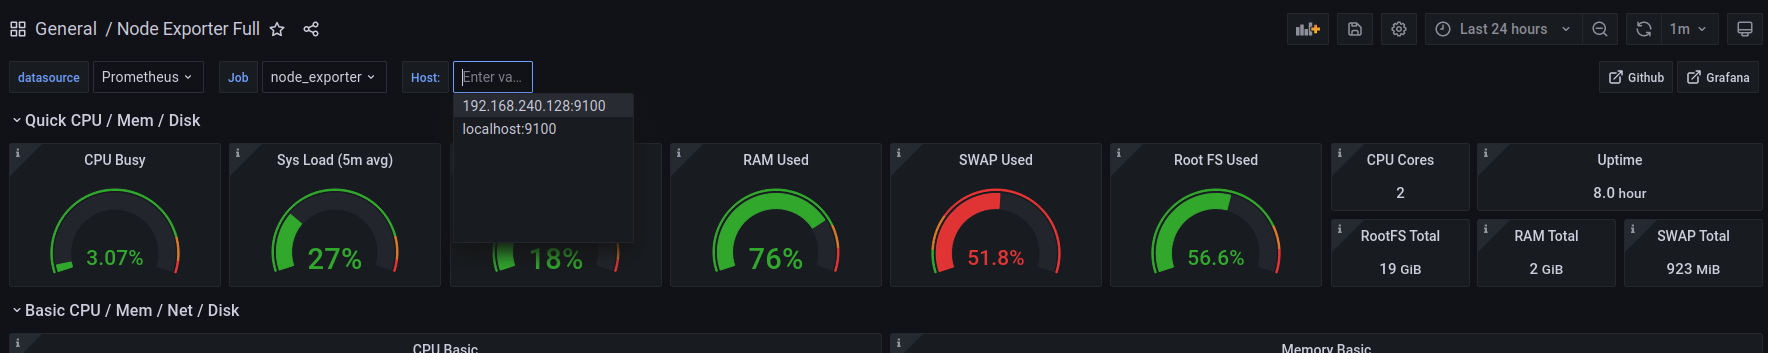 General / Node Exporter Full
Last 24 hours
1m
datasource
Prometheus
Job
node_exporter
Host:
Enter va...
Github
Grafana
192.168.240.128:9100
localhost:9100
Quick CPU / Mem / Disk
CPU Busy
3.07%
Sys Load (5m avg)
27%
18%
RAM Used
76%
SWAP Used
51.8%
Root FS Used
56.6%
CPU Cores
2
Uptime
8.0 hour
RootFS Total
19 GiB
RAM Total
2 GiB
SWAP Total
923 MiB
Basic CPU / Mem / Net / Disk
CPU Basic
Memory Basic